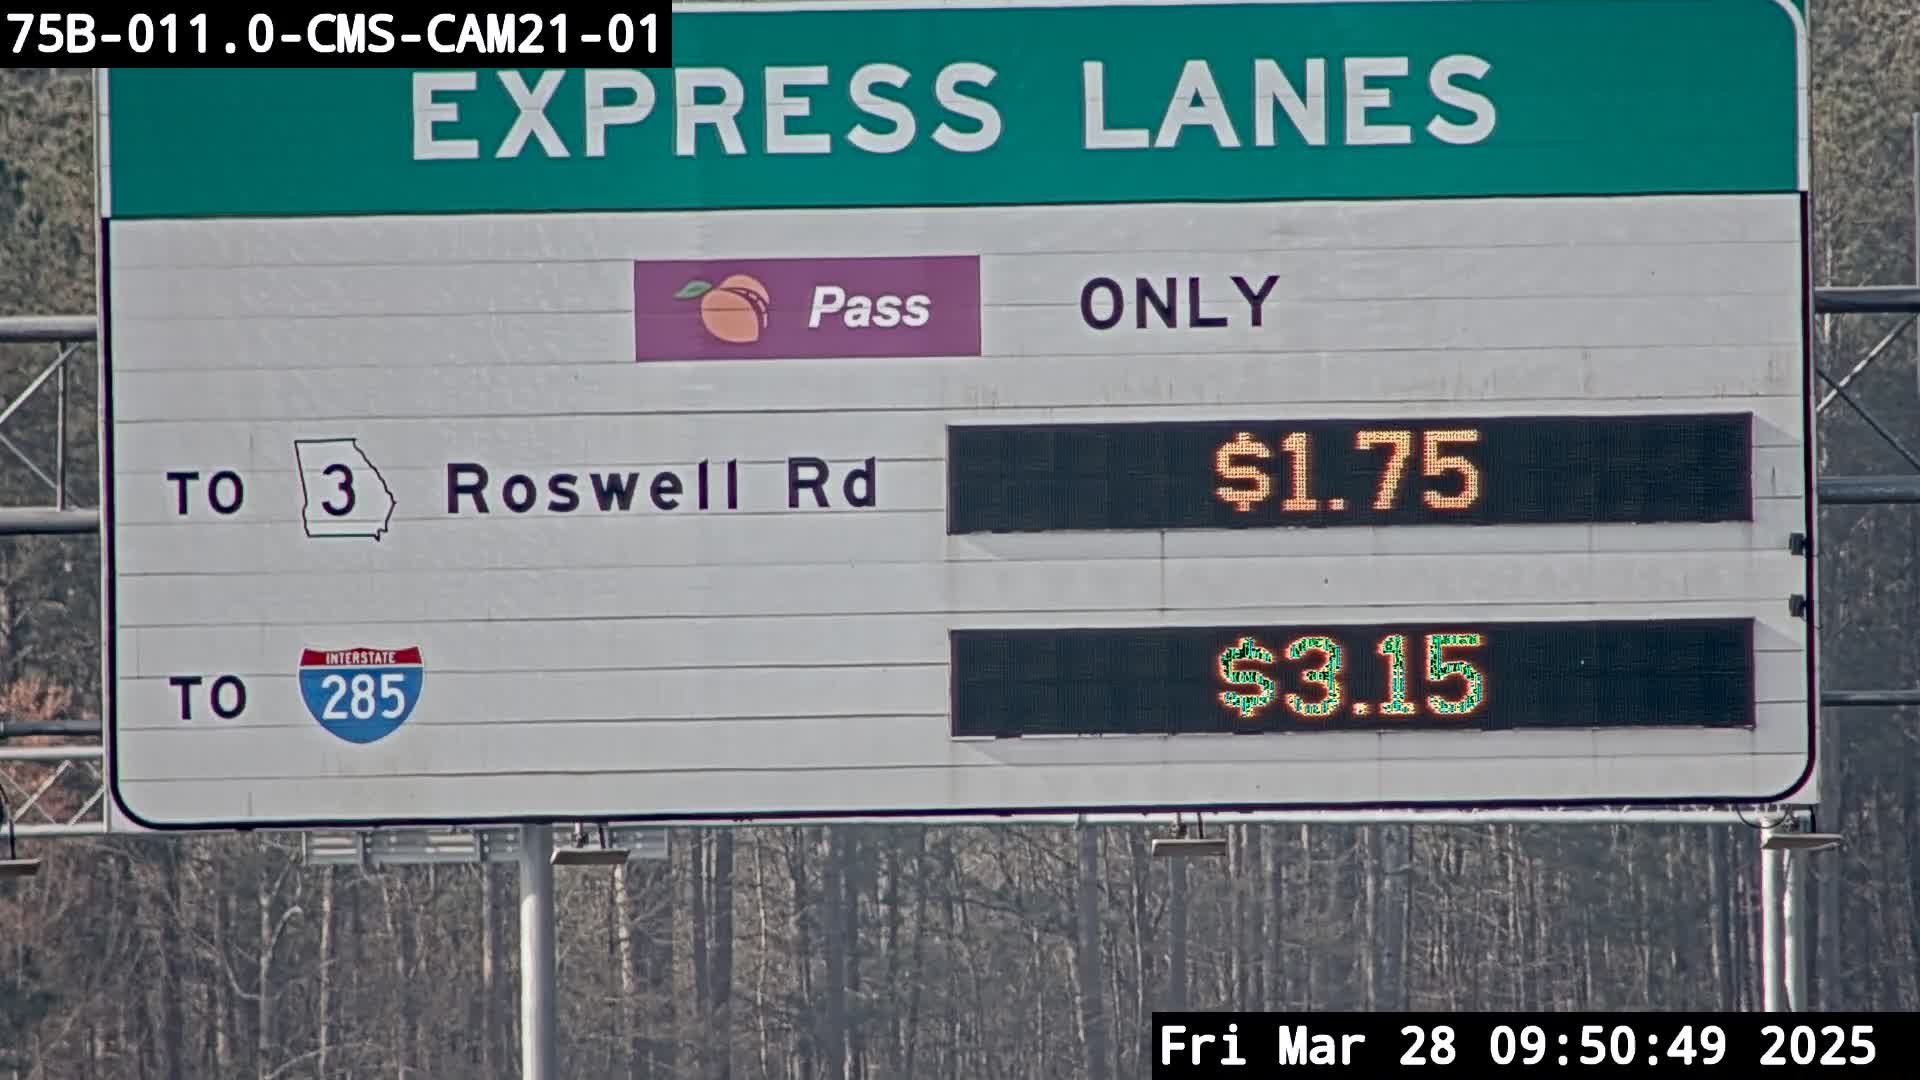 75B-011.0-CMS-CAM21-01
EXPRESS LANES
Pass ONLY
TO 3 Roswell Rd $1.75
TO INTERSTATE 285 $3.15
Fri Mar 28 09:50:49 2025